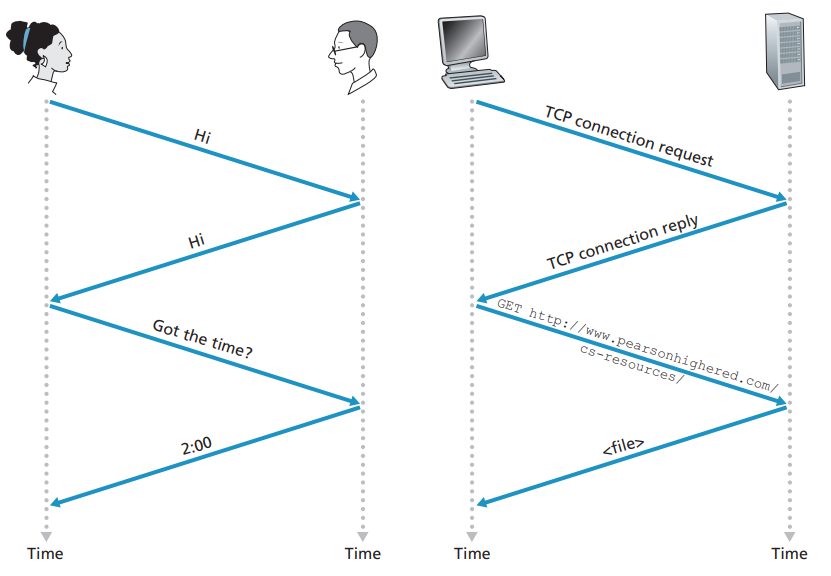 Hi
Hi
Got the time?
2:00
Time
Time
TCP connection request
TCP connection reply
GET http://www.pearsonhighered.com/
cs-resources/
<file>
Time
Time